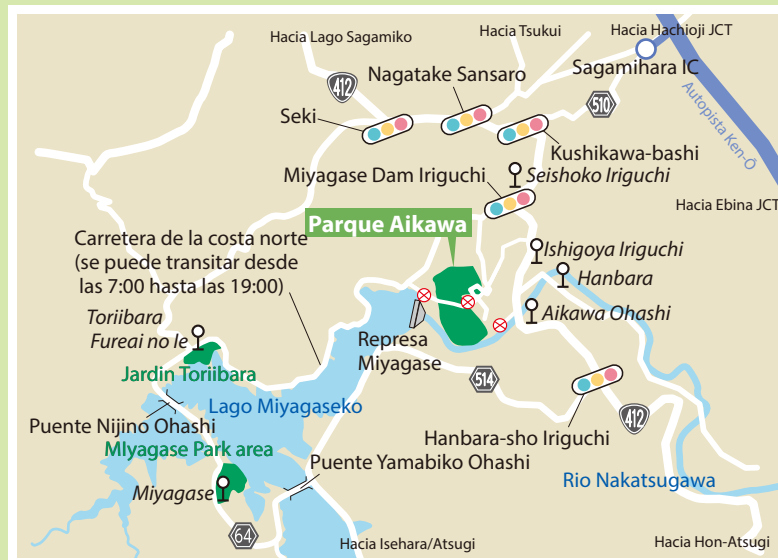 Hacia Lago Sagamiko
Hacia Tsukui
Hacia Hachioji JCT
Sagamihara IC
Nagatake Sansaro
412
510
Autopista Ken-Ō
Seki
Kushikawa-bashi
Miyagase Dam Iriguchi
Seishoko Iriguchi
Hacia Ebina JCT
Parque Aikawa
Carretera de la costa norte
(se puede transitar desde
las 7:00 hasta las 19:00)
Ishigoya Iriguchi
Hanbara
Toriibara
Fureai no Ie
Aikawa Ohashi
Represa
Miyagase
Jardin Toriibara
514
Lago Miyagaseko
Puente Nijino Ohashi
Hanbara-sho Iriguchi
412
MIyagase Park area
Puente Yamabiko Ohashi
Rio Nakatsugawa
Miyagase
64
Hacia Isehara/Atsugi
Hacia Hon-Atsugi